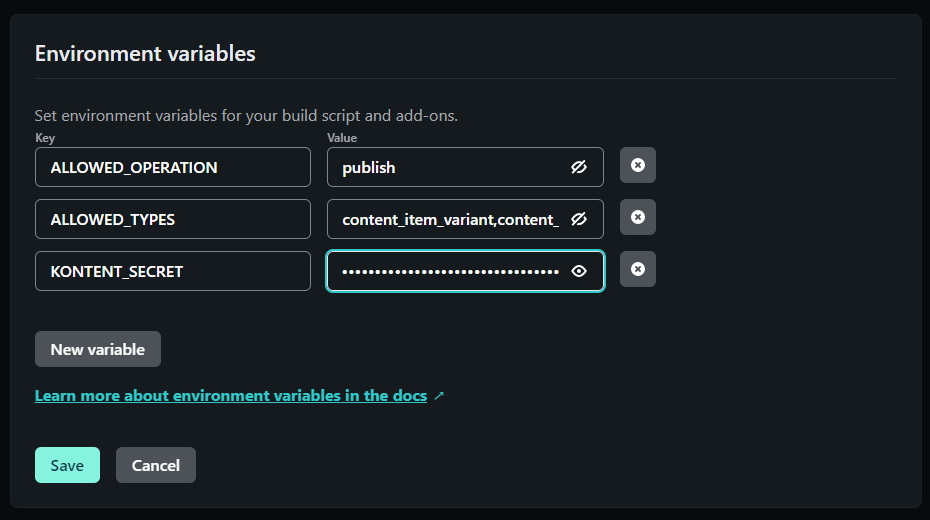 Environment variables
Set environment variables for your build script and add-ons.
Key Value
ALLOWED_OPERATION publish
ALLOWED_TYPES content_item_variant,content_
KONTENT_SECRET ••••••••••••••••••••••••••••••••
New variable
Learn more about environment variables in the docs ↗
Save Cancel